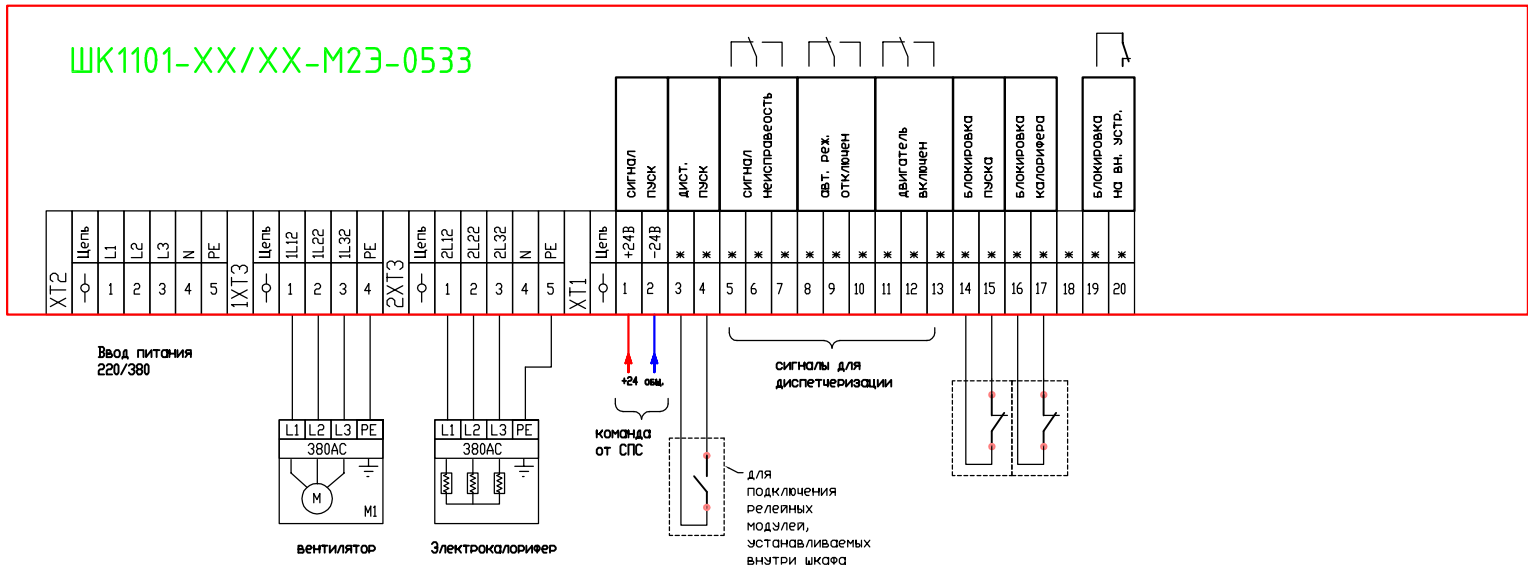 ШК1101-ХХ/ХХ-М2Э-0533
сигнал
пуск
дист.
пуск
сигнал
неисправеость
авт. реж.
отключен
двигатель
включен
блокировка
пуска
блокировка
калорифера
блокировка
на вн. устр.
XT2
Цепь
L1
L2
L3
N
PE
1
2
3
4
5
1XT3
Цепь
1L12
1L22
1L32
PE
1
2
3
4
2XT3
Цепь
2L12
2L22
2L32
N
PE
1
2
3
4
5
XT1
Цепь
+24В
-24В
* * * * * * * * * * * * * * * * * *
1 2 3 4 5 6 7 8 9 10 11 12 13 14 15 16 17 18 19 20
Ввод питания
220/380
+24 общ.
команда
от СПС
сигналы для
диспетчеризации
L1 L2 L3 PE
380AC
M
M1
вентилятор
L1 L2 L3 PE
380AC
Электрокалорифер
для
подключения
релейных
модулей,
устанавливаемых
внутри шкафа